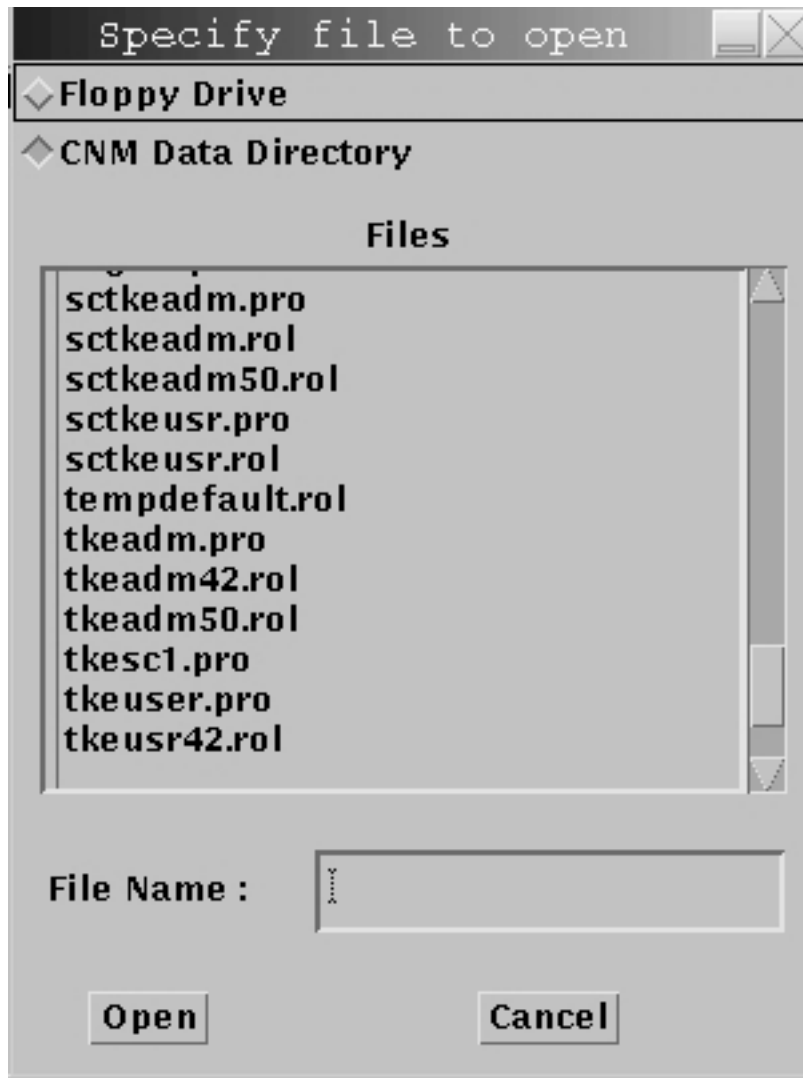 Specify file to open
Floppy Drive
CNM Data Directory
Files
sctkeadm.pro
sctkeadm.rol
sctkeadm50.rol
sctkeusr.pro
sctkeusr.rol
tempdefault.rol
tkeadm.pro
tkeadm42.rol
tkeadm50.rol
tkesc1.pro
tkeuser.pro
tkeusr42.rol
File Name :
Open
Cancel